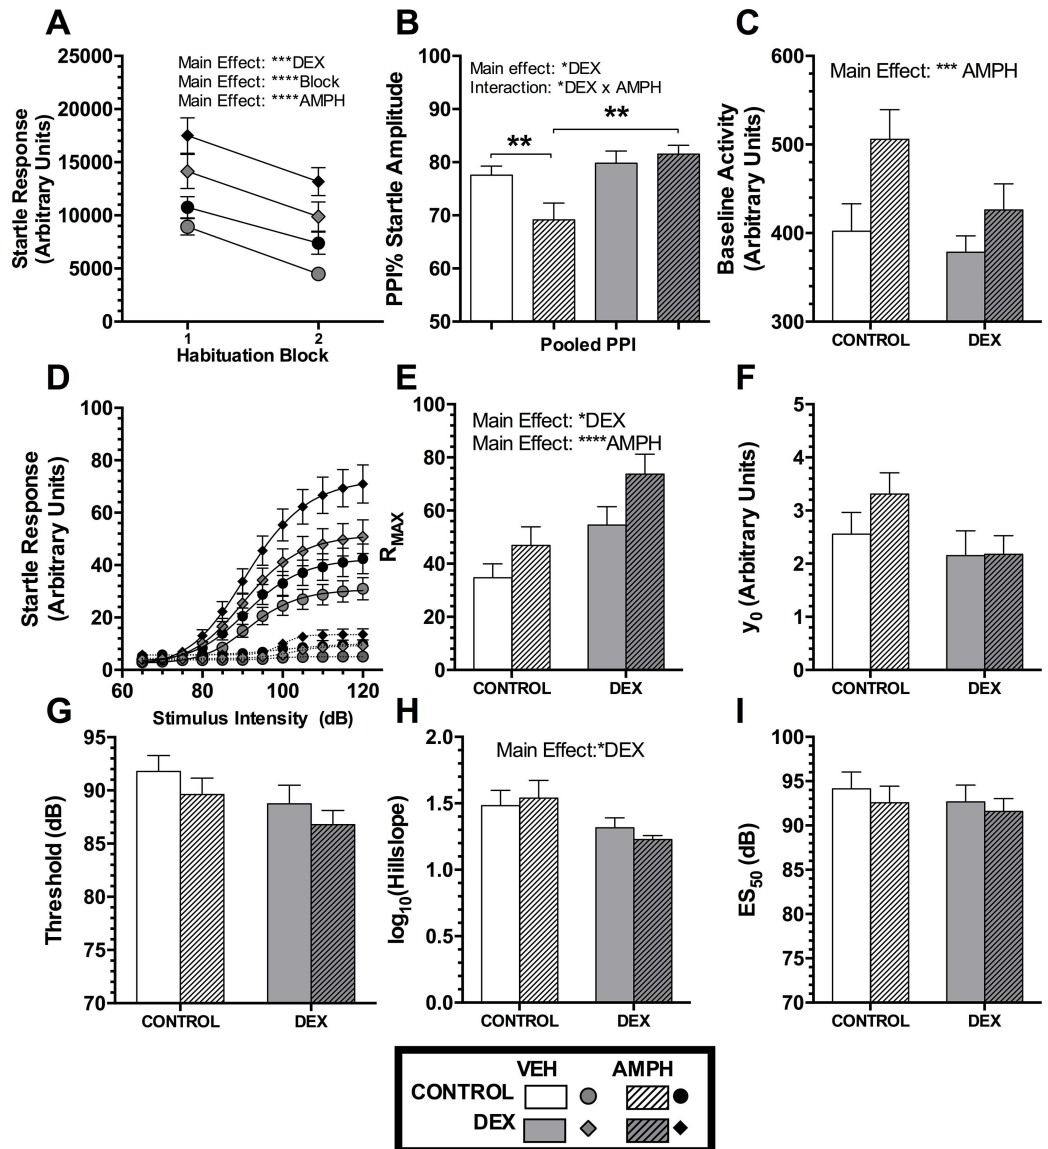 A
25000
20000
15000
10000
5000
0
Startle Response
(Arbitrary Units)
Main Effect: ***DEX
Main Effect: ****Block
Main Effect: ****AMPH
1
2
Habituation Block
B
100
90
80
70
60
50
PPI% Startle Amplitude
Main effect: *DEX
Interaction: *DEX x AMPH
**
**
Pooled PPI
C
600
500
400
300
Baseline Activity
(Arbitrary Units)
Main Effect: *** AMPH
CONTROL
DEX
D
100
80
60
40
20
0
Startle Response
(Arbitrary Units)
60
80
100
120
Stimulus Intensity (dB)
E
100
80
60
40
20
0
RMAX
Main Effect: *DEX
Main Effect: ****AMPH
CONTROL
DEX
F
5
4
3
2
1
0
y0 (Arbitrary Units)
CONTROL
DEX
G
95
90
85
80
75
70
Threshold (dB)
CONTROL
DEX
H
2.0
1.5
1.0
0.5
0.0
log10(Hillslope)
Main Effect:*DEX
CONTROL
DEX
I
100
95
90
85
80
75
70
ES50 (dB)
CONTROL
DEX
VEH AMPH
CONTROL
DEX